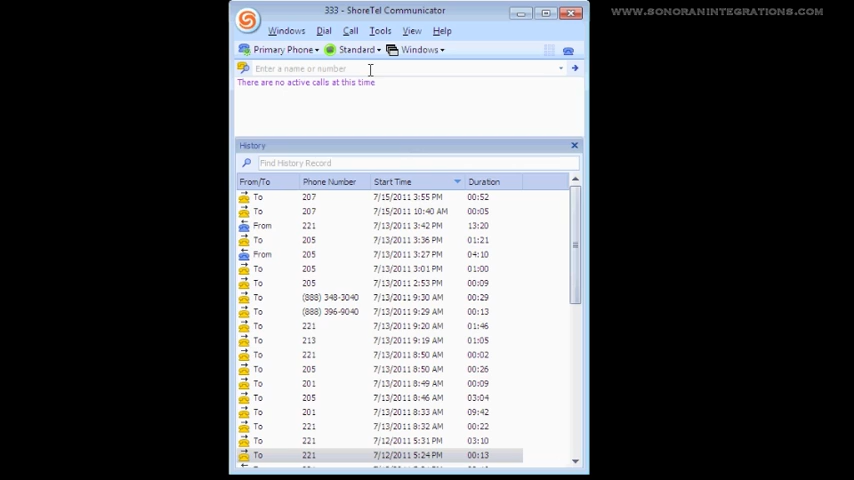 333 - ShoreTel Communicator
WWW.SONORANINTEGRATIONS.COM
Windows Dial Call Tools View Help
Primary Phone Standard Windows
Enter a name or number
There are no active calls at this time
History
Find History Record
From/To Phone Number Start Time Duration
To 207 7/15/2011 3:55 PM 00:52
To 207 7/15/2011 10:40 AM 00:05
From 221 7/13/2011 3:42 PM 13:20
To 205 7/13/2011 3:36 PM 01:21
From 205 7/13/2011 3:27 PM 04:10
To 205 7/13/2011 3:01 PM 01:00
To 205 7/13/2011 2:53 PM 00:09
To (888) 348-3040 7/13/2011 9:30 AM 00:29
To (888) 396-9040 7/13/2011 9:29 AM 00:13
To 221 7/13/2011 9:20 AM 01:46
To 213 7/13/2011 9:19 AM 01:05
To 221 7/13/2011 8:50 AM 00:02
To 205 7/13/2011 8:50 AM 00:26
To 201 7/13/2011 8:49 AM 00:09
To 205 7/13/2011 8:46 AM 03:04
To 201 7/13/2011 8:33 AM 09:42
To 221 7/13/2011 8:32 AM 00:22
To 221 7/12/2011 5:31 PM 03:10
To 221 7/12/2011 5:24 PM 00:13